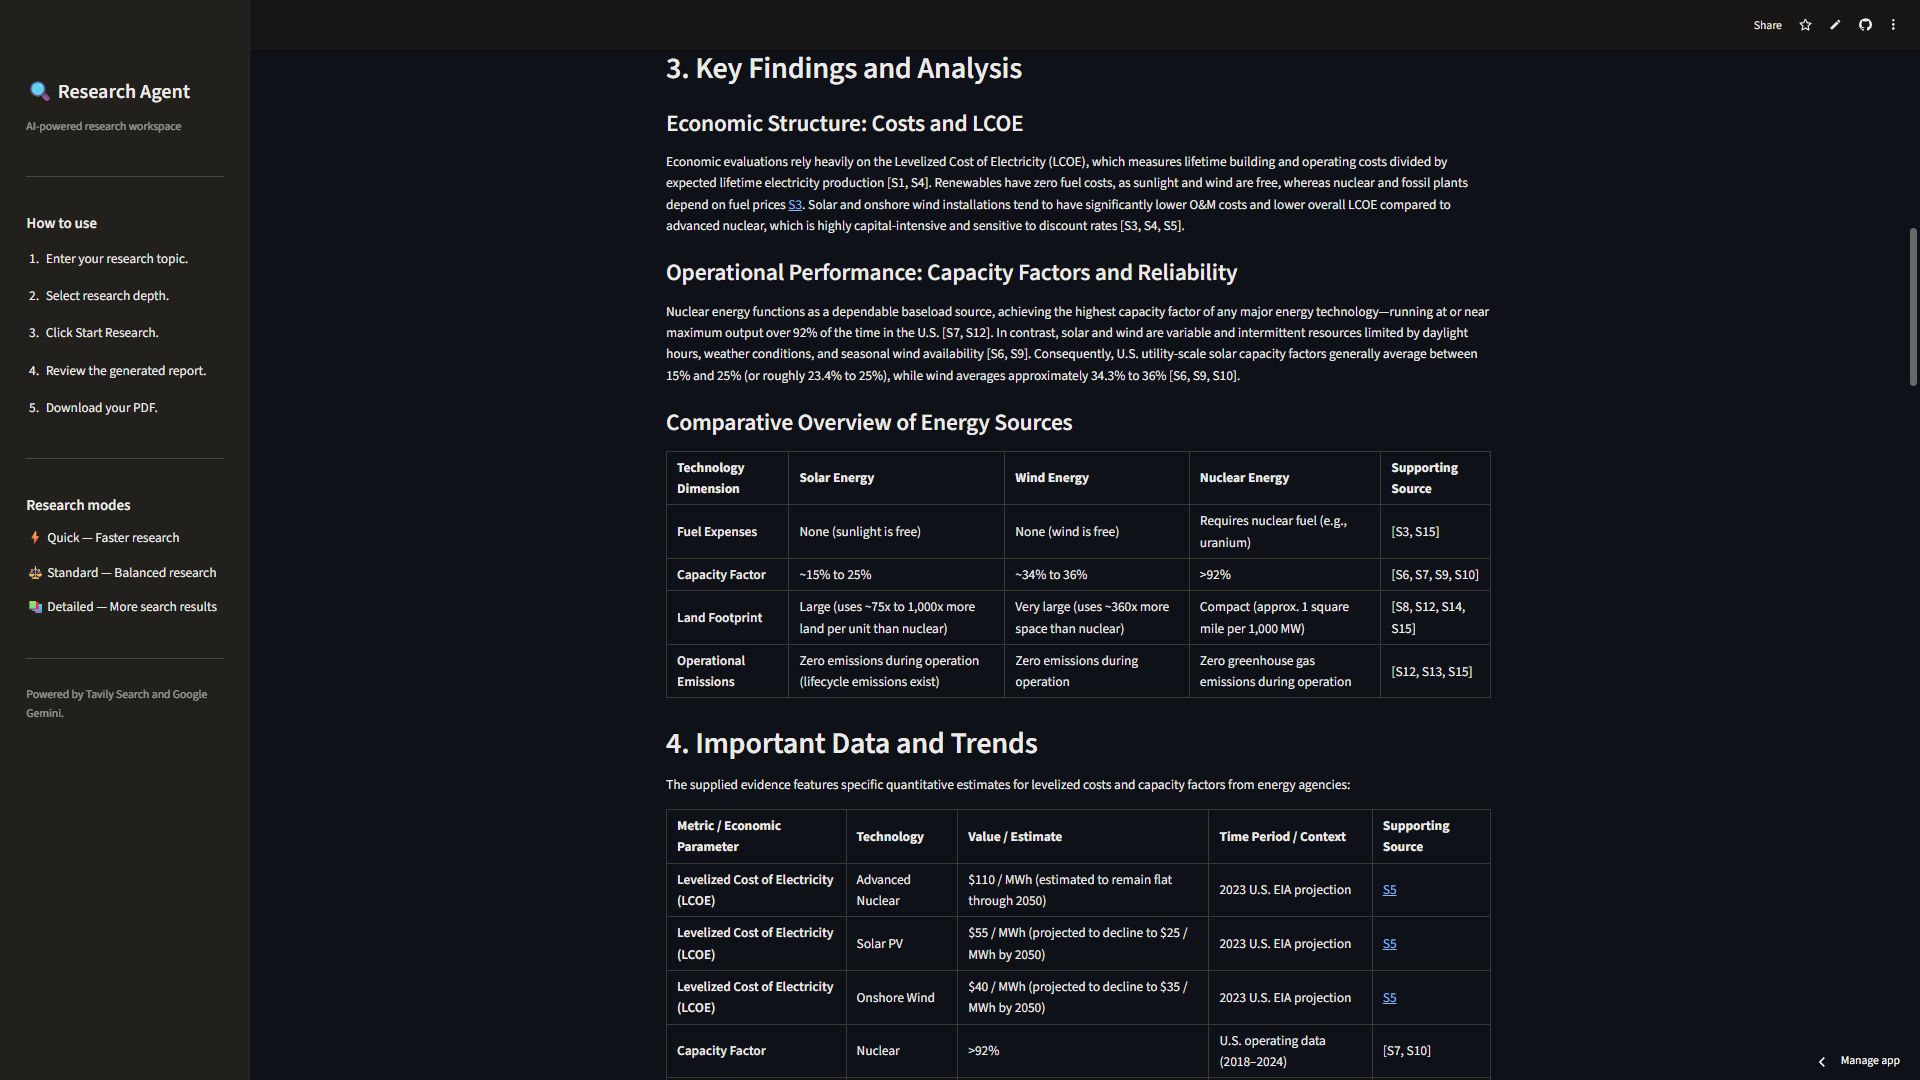 Share
Research Agent
AI-powered research workspace
How to use
1. Enter your research topic.
2. Select research depth.
3. Click Start Research.
4. Review the generated report.
5. Download your PDF.
Research modes
Quick — Faster research
Standard — Balanced research
Detailed — More search results
Powered by Tavily Search and Google
Gemini.
3. Key Findings and Analysis
Economic Structure: Costs and LCOE
Economic evaluations rely heavily on the Levelized Cost of Electricity (LCOE), which measures lifetime building and operating costs divided by
expected lifetime electricity production [S1, S4]. Renewables have zero fuel costs, as sunlight and wind are free, whereas nuclear and fossil plants
depend on fuel prices S3. Solar and onshore wind installations tend to have significantly lower O&M costs and lower overall LCOE compared to
advanced nuclear, which is highly capital-intensive and sensitive to discount rates [S3, S4, S5].
Operational Performance: Capacity Factors and Reliability
Nuclear energy functions as a dependable baseload source, achieving the highest capacity factor of any major energy technology—running at or near
maximum output over 92% of the time in the U.S. [S7, S12]. In contrast, solar and wind are variable and intermittent resources limited by daylight
hours, weather conditions, and seasonal wind availability [S6, S9]. Consequently, U.S. utility-scale solar capacity factors generally average between
15% and 25% (or roughly 23.4% to 25%), while wind averages approximately 34.3% to 36% [S6, S9, S10].
Comparative Overview of Energy Sources
Technology
Dimension
Solar Energy
Wind Energy
Nuclear Energy
Supporting
Source
Fuel Expenses
None (sunlight is free)
None (wind is free)
Requires nuclear fuel (e.g.,
uranium)
[S3, S15]
Capacity Factor
~15% to 25%
~34% to 36%
>92%
[S6, S7, S9, S10]
Land Footprint
Large (uses ~75x to 1,000x more
land per unit than nuclear)
Very large (uses ~360x more
space than nuclear)
Compact (approx. 1 square
mile per 1,000 MW)
[S8, S12, S14,
S15]
Operational
Emissions
Zero emissions during operation
(lifecycle emissions exist)
Zero emissions during
operation
Zero greenhouse gas
emissions during operation
[S12, S13, S15]
4. Important Data and Trends
The supplied evidence features specific quantitative estimates for levelized costs and capacity factors from energy agencies:
Metric / Economic
Parameter
Technology
Value / Estimate
Time Period / Context
Supporting
Source
Levelized Cost of Electricity
(LCOE)
Advanced
Nuclear
$110 / MWh (estimated to remain flat
through 2050)
2023 U.S. EIA projection
S5
Levelized Cost of Electricity
(LCOE)
Solar PV
$55 / MWh (projected to decline to $25 /
MWh by 2050)
2023 U.S. EIA projection
S5
Levelized Cost of Electricity
(LCOE)
Onshore Wind
$40 / MWh (projected to decline to $35 /
MWh by 2050)
2023 U.S. EIA projection
S5
Capacity Factor
Nuclear
>92%
U.S. operating data
(2018–2024)
[S7, S10]
Manage app